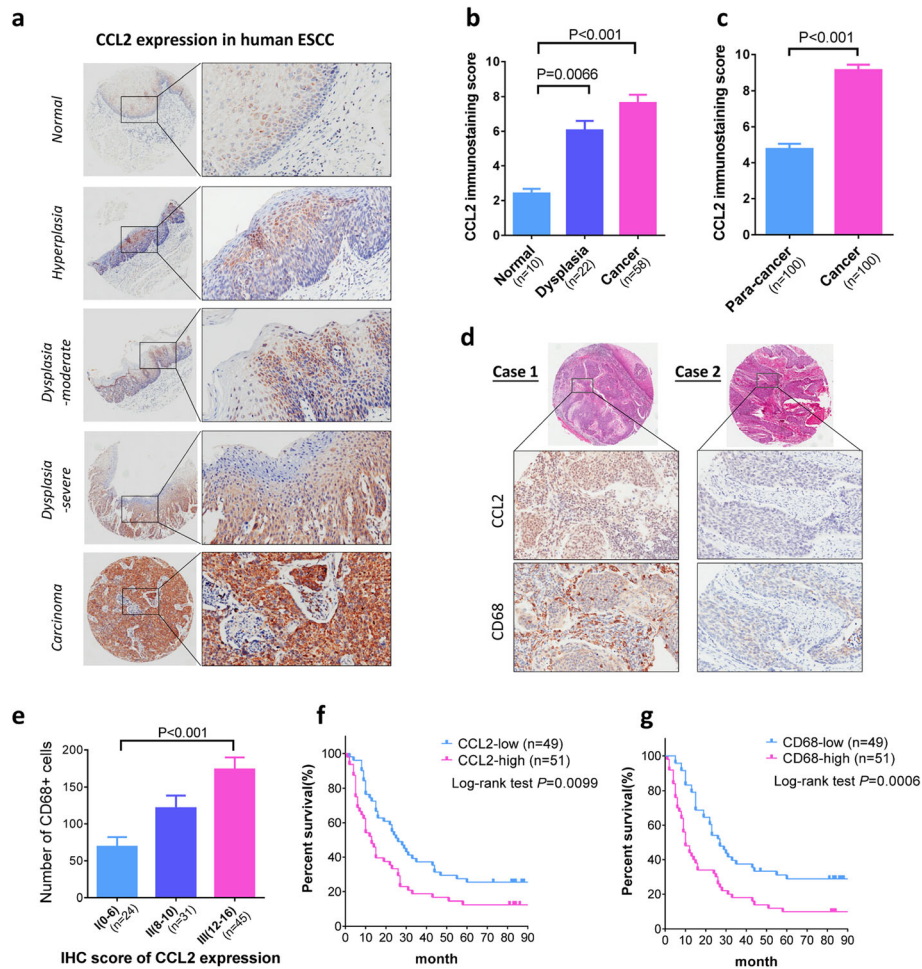 a
CCL2 expression in human ESCC
Normal
Hyperplasia
Dysplasia
-moderate
Dysplasia
-severe
Carcinoma
b
CCL2 immunostaining score
10
8
6
4
2
0
P<0.001
P=0.0066
Normal
(n=10)
Dysplasia
(n=22)
Cancer
(n=58)
c
CCL2 immunostaining score
10
8
6
4
2
0
P<0.001
Para-cancer
(n=100)
Cancer
(n=100)
d
Case 1
Case 2
CCL2
CD68
e
Number of CD68+ cells
200
150
100
50
0
P<0.001
I(0-6)
(n=24)
II(8-10)
(n=31)
III(12-16)
(n=45)
IHC score of CCL2 expression
f
Percent survival(%)
100
80
60
40
20
0
CCL2-low (n=49)
CCL2-high (n=51)
Log-rank test P=0.0099
0 10 20 30 40 50 60 70 80 90
month
g
Percent survival(%)
100
80
60
40
20
0
CD68-low (n=49)
CD68-high (n=51)
Log-rank test P=0.0006
0 10 20 30 40 50 60 70 80 90
month